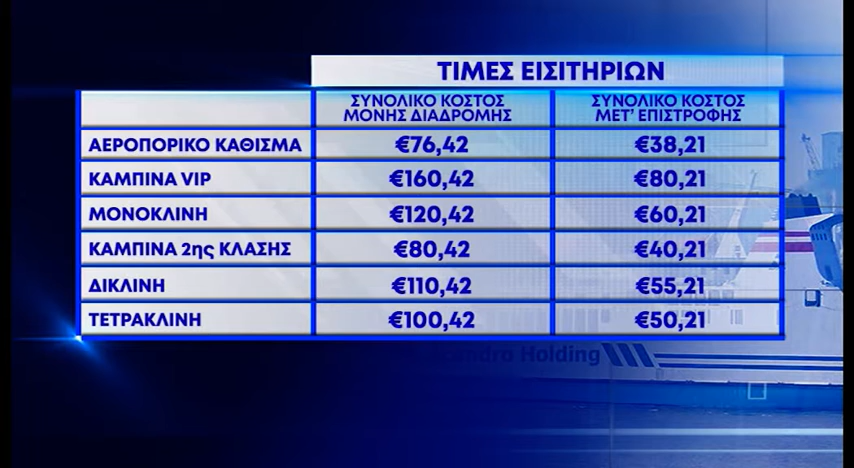 ΤΙΜΕΣ ΕΙΣΙΤΗΡΙΩΝ
ΣΥΝΟΛΙΚΟ ΚΟΣΤΟΣ ΜΟΝΗΣ ΔΙΑΔΡΟΜΗΣ
ΣΥΝΟΛΙΚΟ ΚΟΣΤΟΣ ΜΕΤ' ΕΠΙΣΤΡΟΦΗΣ
ΑΕΡΟΠΟΡΙΚΟ ΚΑΘΙΣΜΑ €76,42 €38,21
ΚΑΜΠΙΝΑ VIP €160,42 €80,21
ΜΟΝΟΚΛΙΝΗ €120,42 €60,21
ΚΑΜΠΙΝΑ 2ης ΚΛΑΣΗΣ €80,42 €40,21
ΔΙΚΛΙΝΗ €110,42 €55,21
ΤΕΤΡΑΚΛΙΝΗ €100,42 €50,21
Holding